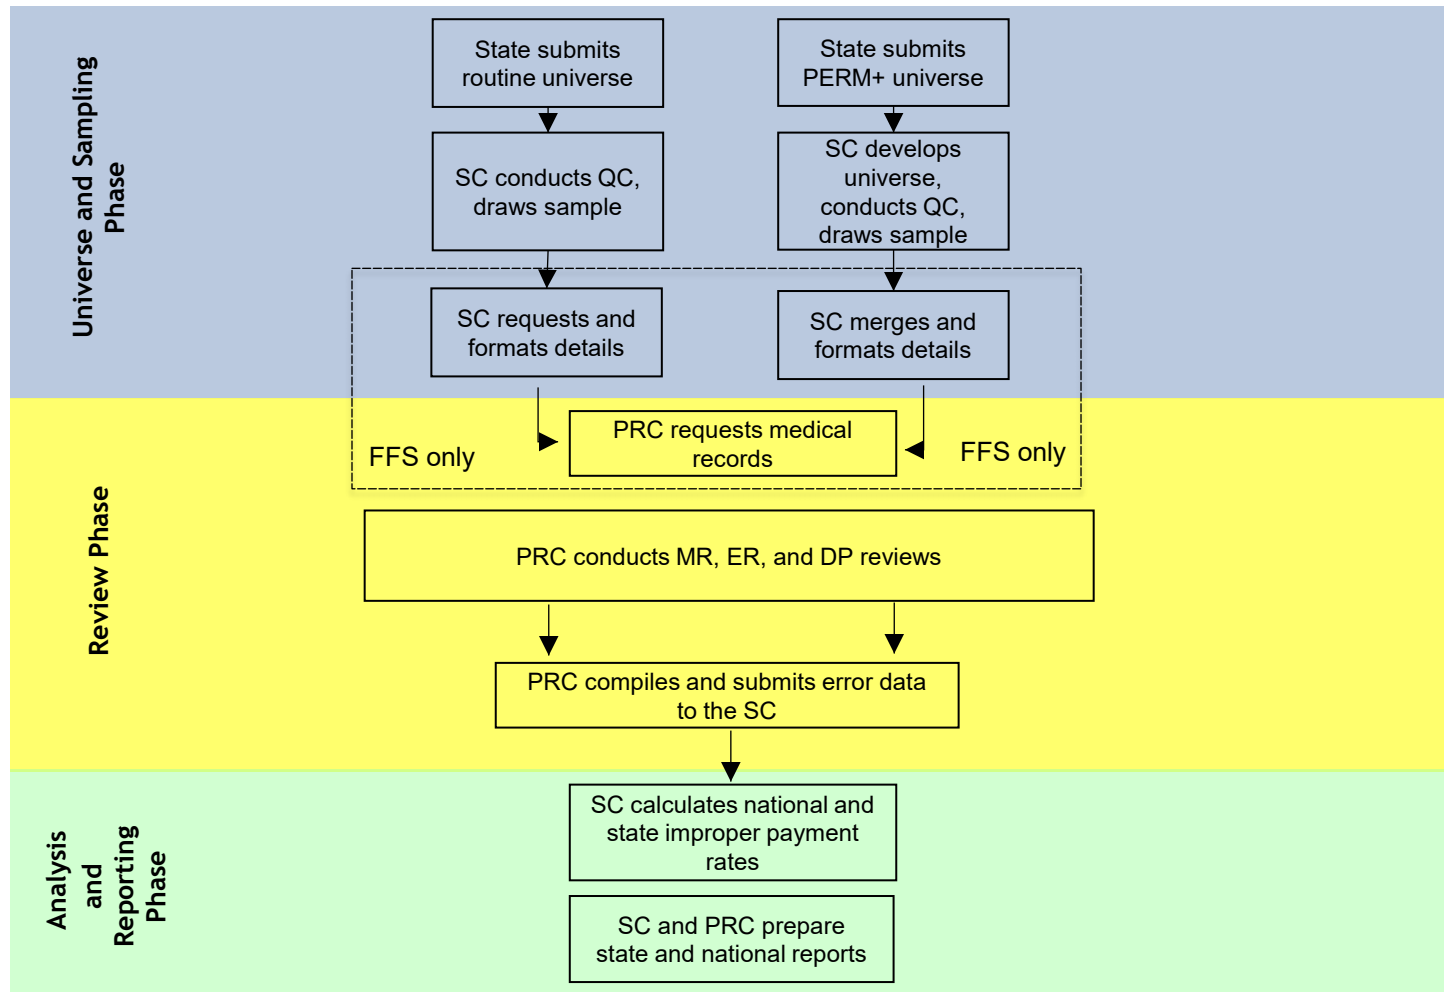 Universe and Sampling
Phase
State submits
routine universe
State submits
PERM+ universe
SC conducts QC,
draws sample
SC develops
universe,
conducts QC,
draws sample
SC requests and
formats details
SC merges and
formats details
Review Phase
PRC requests medical
records
FFS only
FFS only
PRC conducts MR, ER, and DP reviews
PRC compiles and submits error data
to the SC
Analysis
and
Reporting
Phase
SC calculates national and
state improper payment
rates
SC and PRC prepare
state and national reports